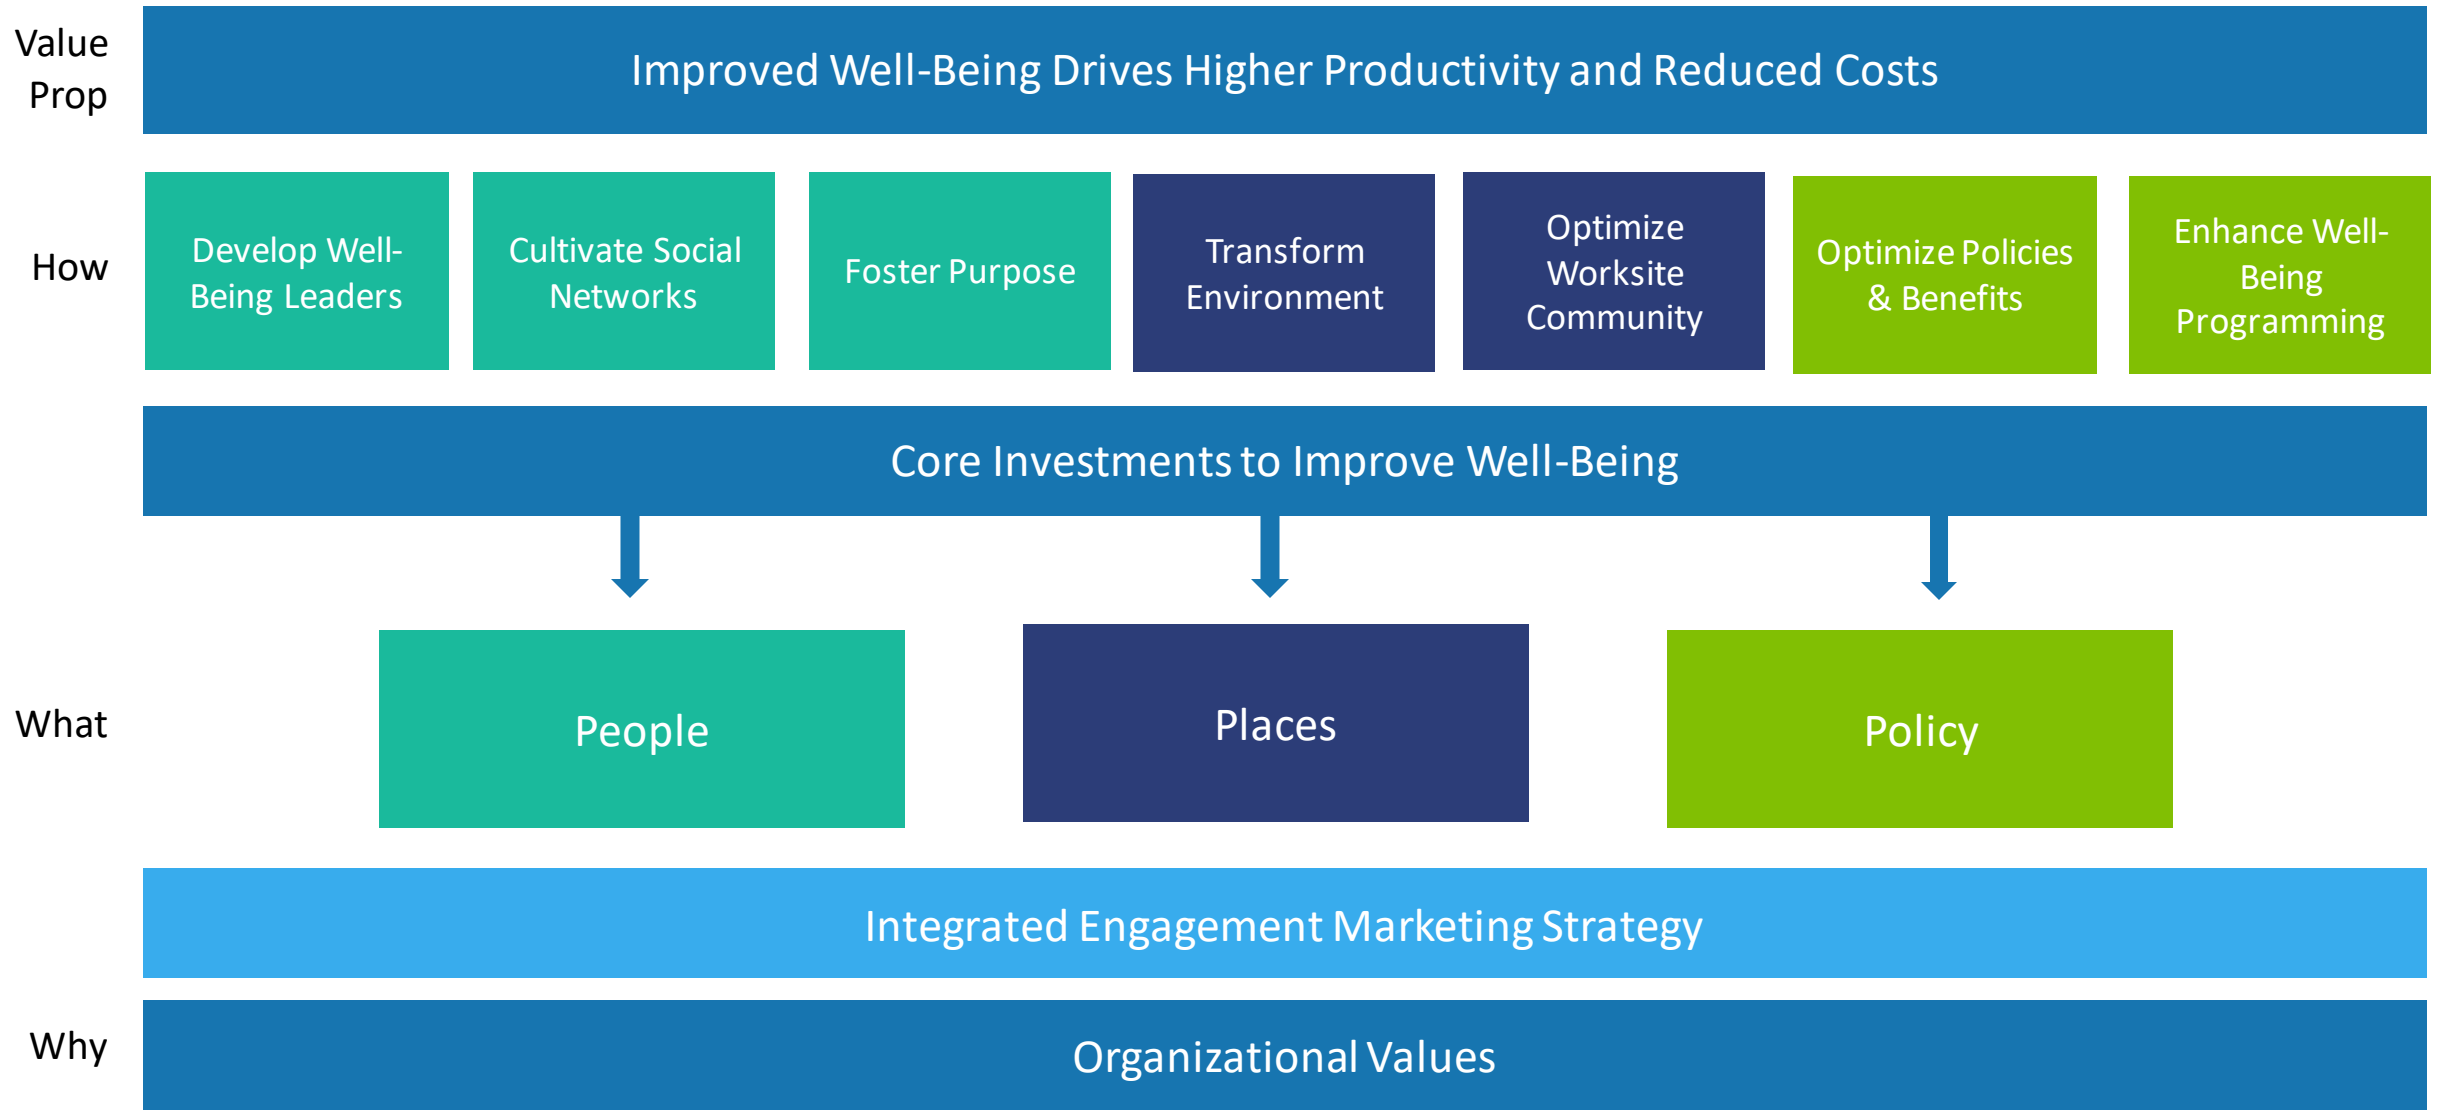 Value
Prop
Improved Well-Being Drives Higher Productivity and Reduced Costs
How
Develop Well-
Being Leaders
Cultivate Social
Networks
Foster Purpose
Transform
Environment
Optimize
Worksite
Community
Optimize Policies
& Benefits
Enhance Well-
Being
Programming
Core Investments to Improve Well-Being
What
People
Places
Policy
Integrated Engagement Marketing Strategy
Why
Organizational Values